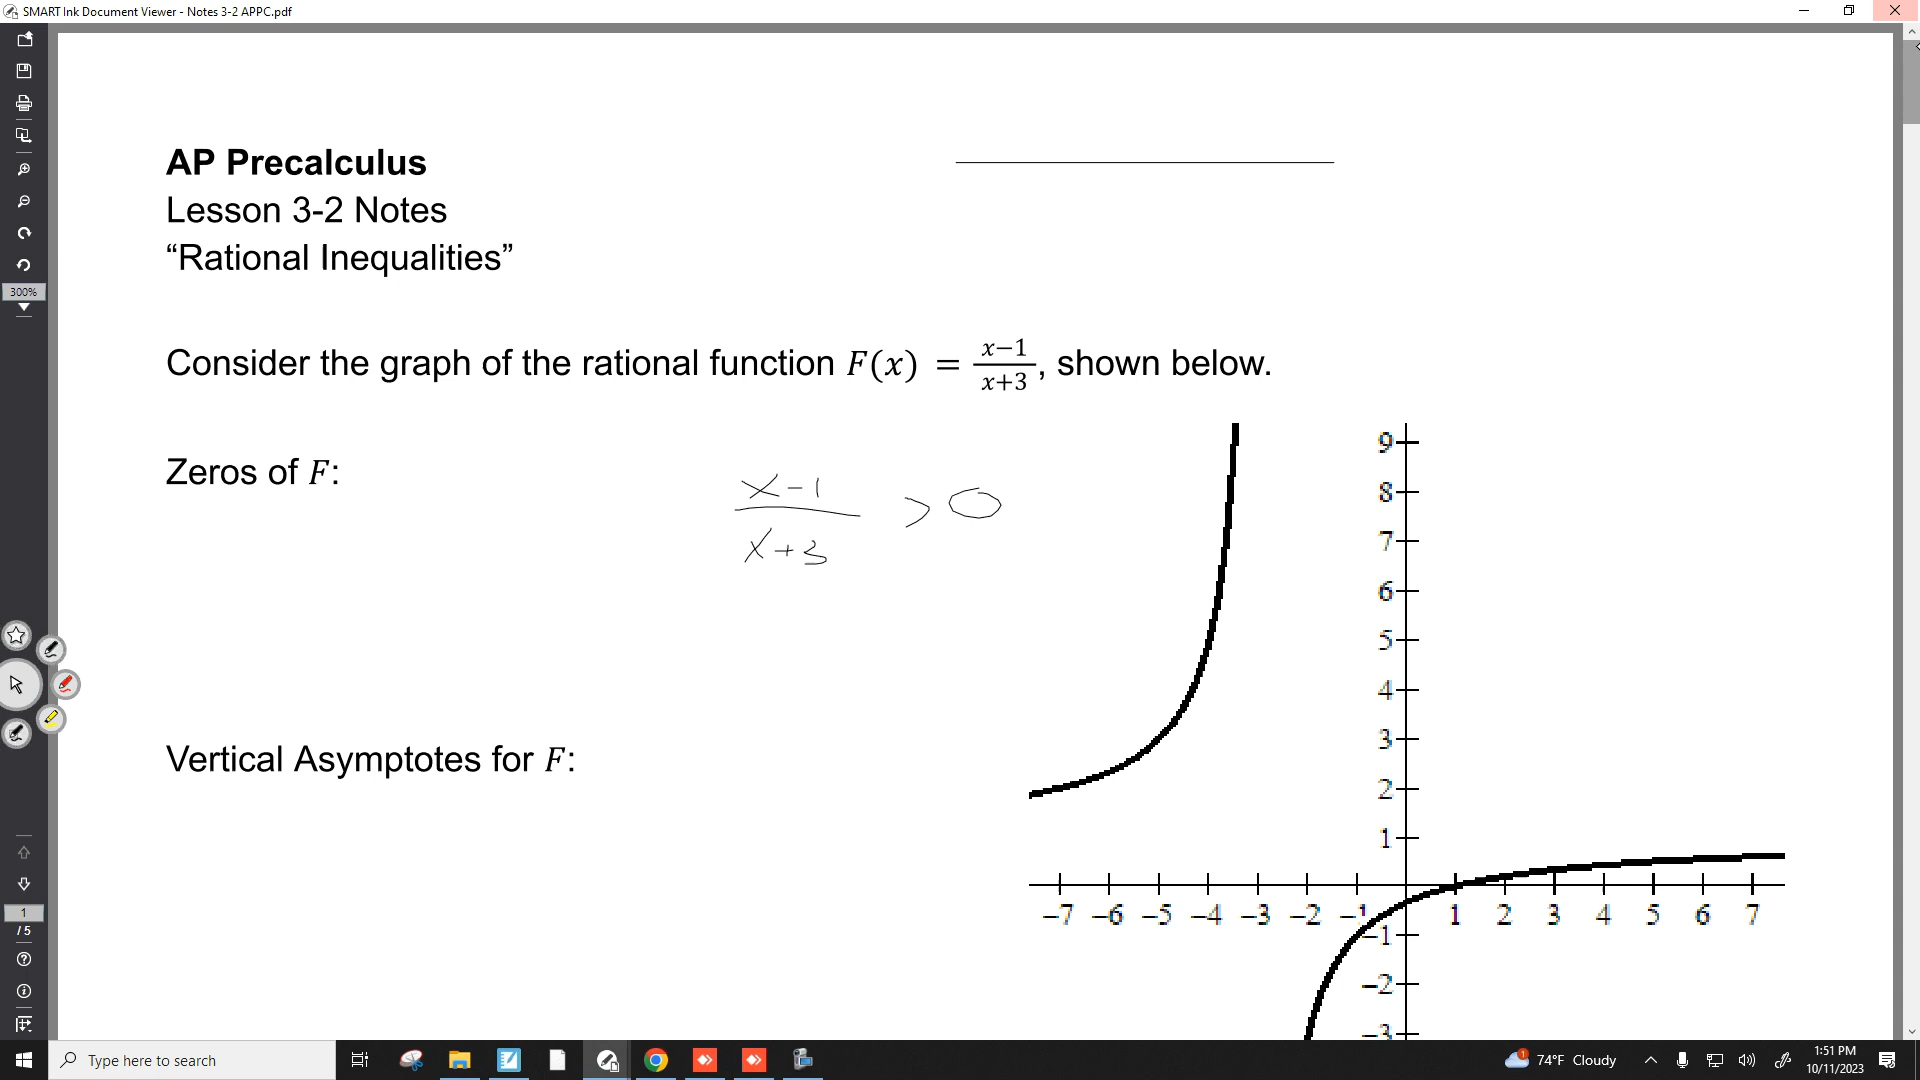 SMART Ink Document Viewer - Notes 3-2 APPC.pdf
300%
1
/ 5
AP Precalculus
Lesson 3-2 Notes
“Rational Inequalities”
Consider the graph of the rational function F(x) = x−1/x+3, shown below.
Zeros of F:
x-1
x+3
> 0
Vertical Asymptotes for F:
9
8
7
6
5
4
3
2
1
−7 −6 −5 −4 −3 −2 −1 1 2 3 4 5 6 7
−1
−2
−3
Type here to search
1
74°F Cloudy
1:51 PM
10/11/2023